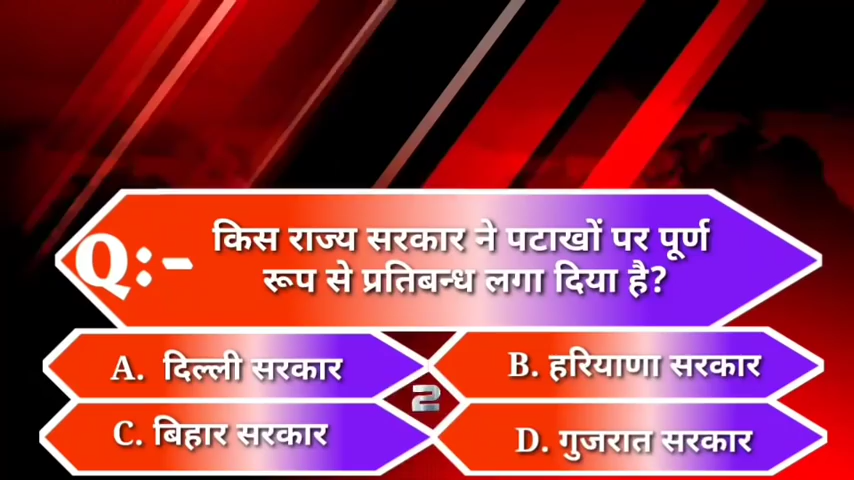 Q:-
किस राज्य सरकार ने पटाखों पर पूर्ण
रूप से प्रतिबन्ध लगा दिया है?
A. दिल्ली सरकार
B. हरियाणा सरकार
2
C. बिहार सरकार
D. गुजरात सरकार